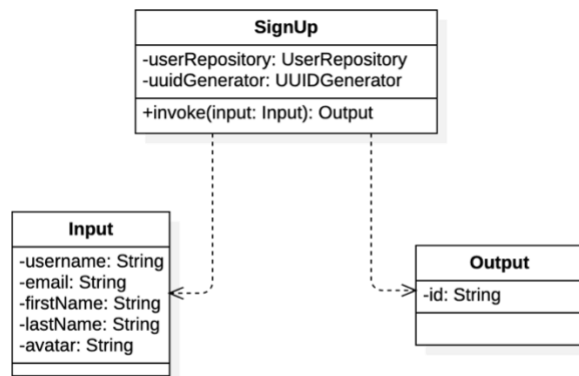 SignUp
-userRepository: UserRepository
-uuidGenerator: UUIDGenerator
+invoke(input: Input): Output
Input
-username: String
-email: String
-firstName: String
-lastName: String
-avatar: String
Output
-id: String